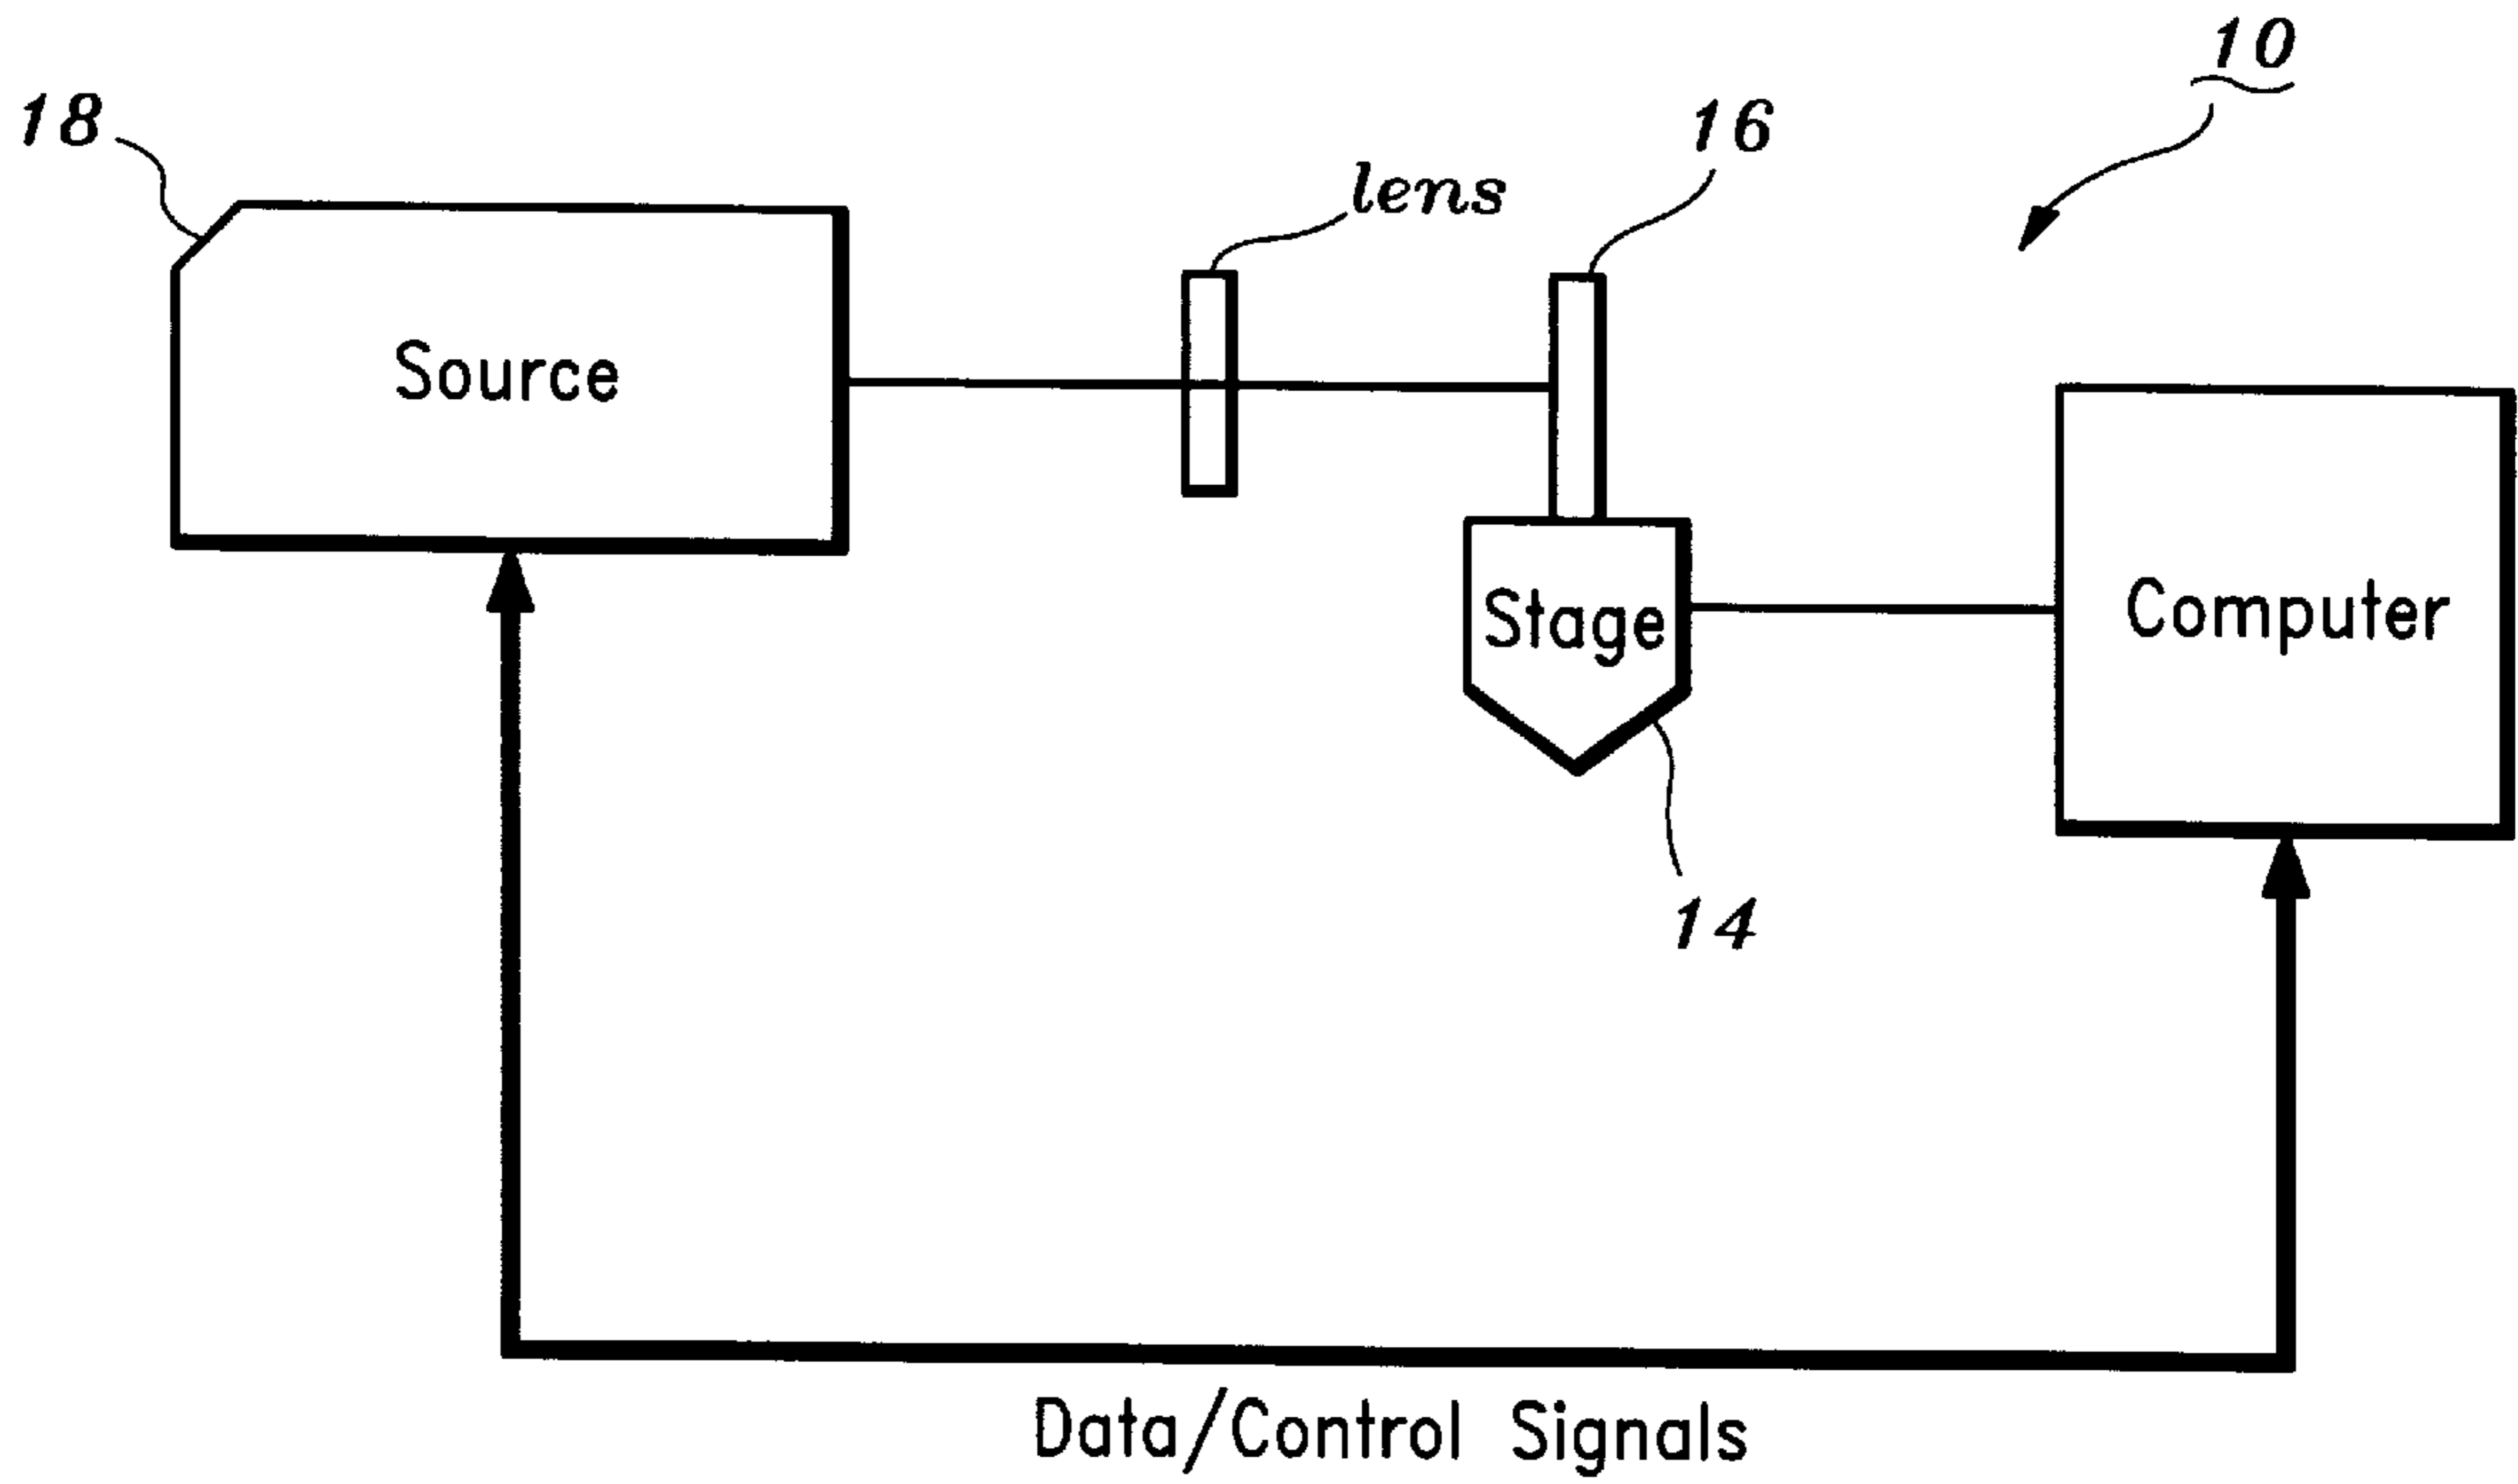 10
18
16
lens
Source
Stage
Computer
14
Data/Control Signals